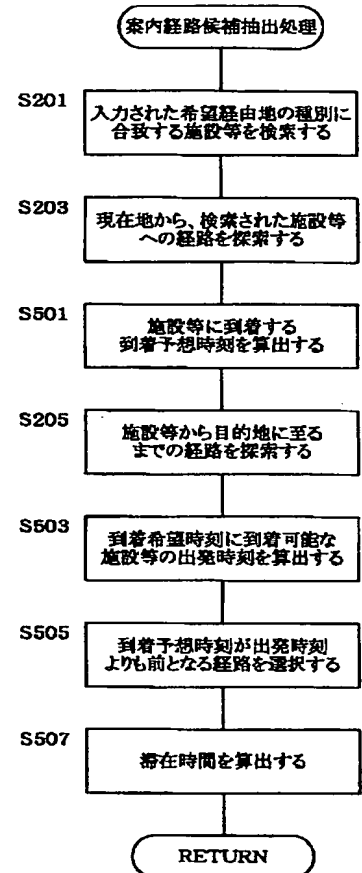 案内経路候補抽出処理
S201
入力された希望経由地の種別に
合致する施設等を検索する
S203
現在地から、検索された施設等
への経路を探索する
S501
施設等に到着する
到着予想時刻を算出する
S205
施設等から目的地に至る
までの経路を探索する
S503
到着希望時刻に到着可能な
施設等の出発時刻を算出する
S505
到着予想時刻が出発時刻
よりも前となる経路を選択する
S507
滞在時間を算出する
RETURN